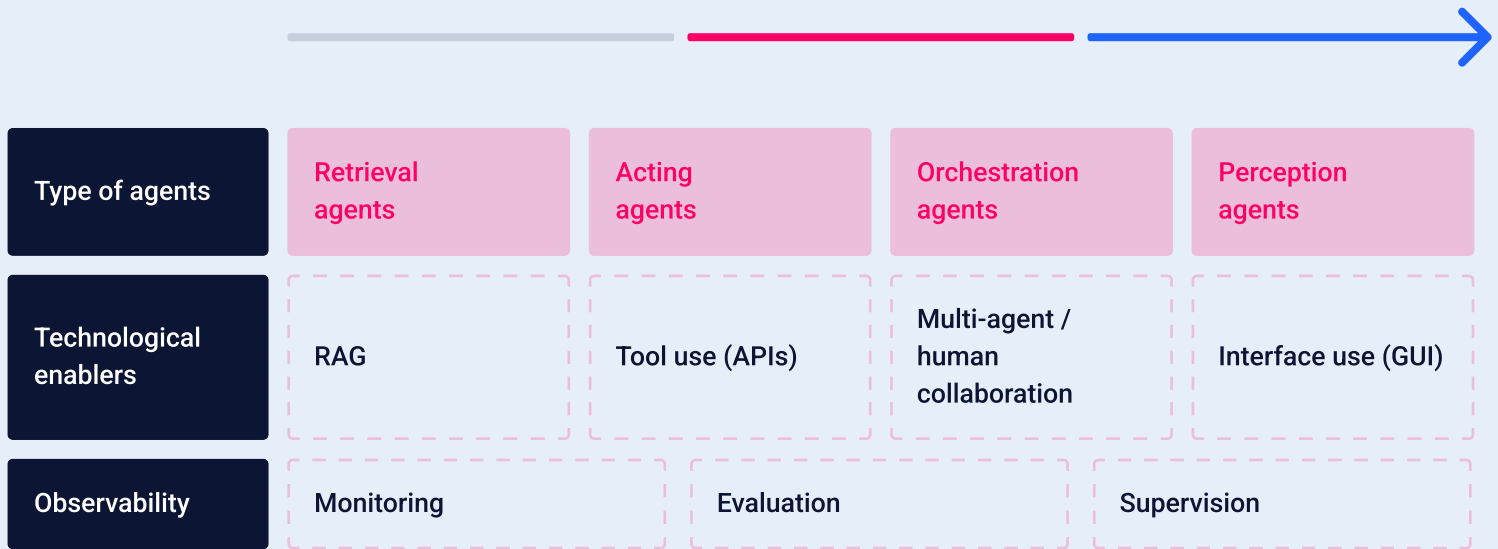 Type of agents
Retrieval
agents
Acting
agents
Orchestration
agents
Perception
agents
Technological
enablers
RAG
Tool use (APIs)
Multi-agent /
human
collaboration
Interface use (GUI)
Observability
Monitoring
Evaluation
Supervision